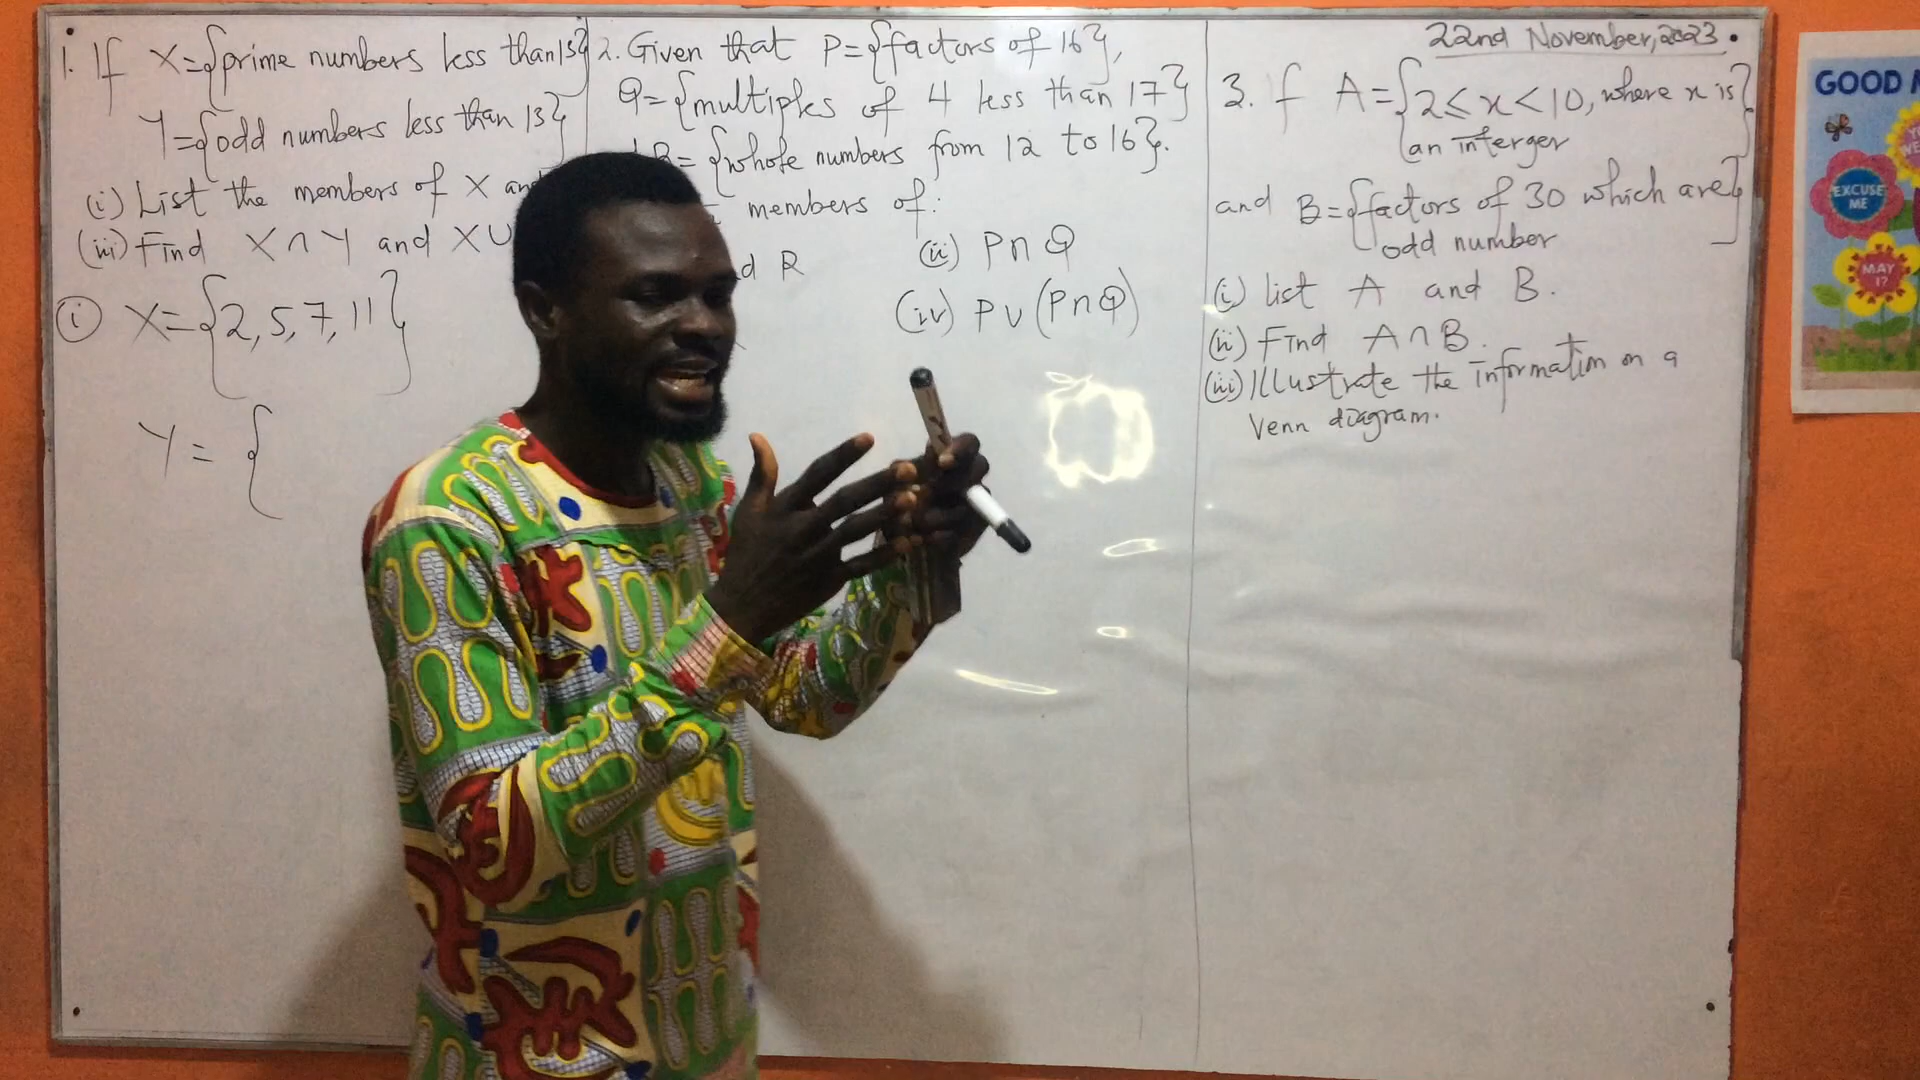 1. If X={prime numbers less than 13}
Y={odd numbers less than 13}
(i) List the members of X and
(iii) Find X∩Y and X∪
(i) X={2, 5, 7, 11}
Y = {
2. Given that P={factors of 16},
Q={multiples of 4 less than 17}
R={whole numbers from 12 to 16}.
members of:
R
(ii) P∩Q
(iv) P∪(P∩Q)
22nd November, 2023.
3. f A={2≤x<10, where x is}
an interger
and B={factors of 30 which are}
odd number
(i) list A and B.
(ii) Find A∩B.
(iii) Illustrate the information on a
Venn diagram.
GOOD
EXCUSE
ME
MAY
I?